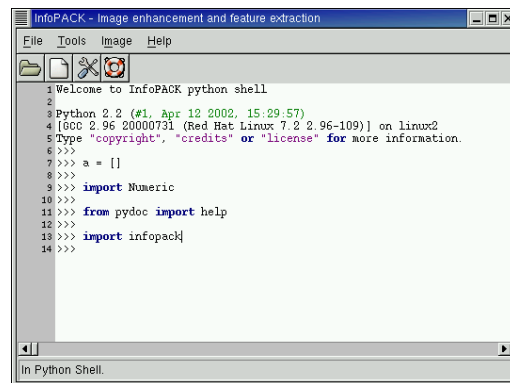 InfoPACK - Image enhancement and feature extraction
File Tools Image Help
1 Welcome to InfoPACK python shell
2
3 Python 2.2 (#1, Apr 12 2002, 15:29:57)
4 [GCC 2.96 20000731 (Red Hat Linux 7.2 2.96-109)] on linux2
5 Type "copyright", "credits" or "license" for more information.
6 >>>
7 >>> a = []
8 >>>
9 >>> import Numeric
10 >>>
11 >>> from pydoc import help
12 >>>
13 >>> import infopack
14 >>>
In Python Shell.